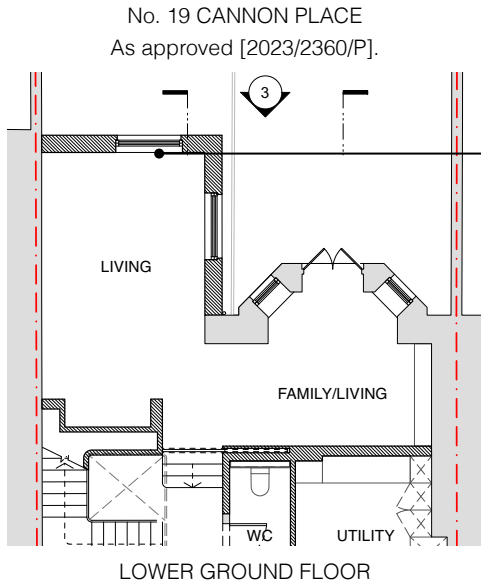 No. 19 CANNON PLACE
As approved [2023/2360/P].
3
LIVING
FAMILY/LIVING
WC
UTILITY
LOWER GROUND FLOOR